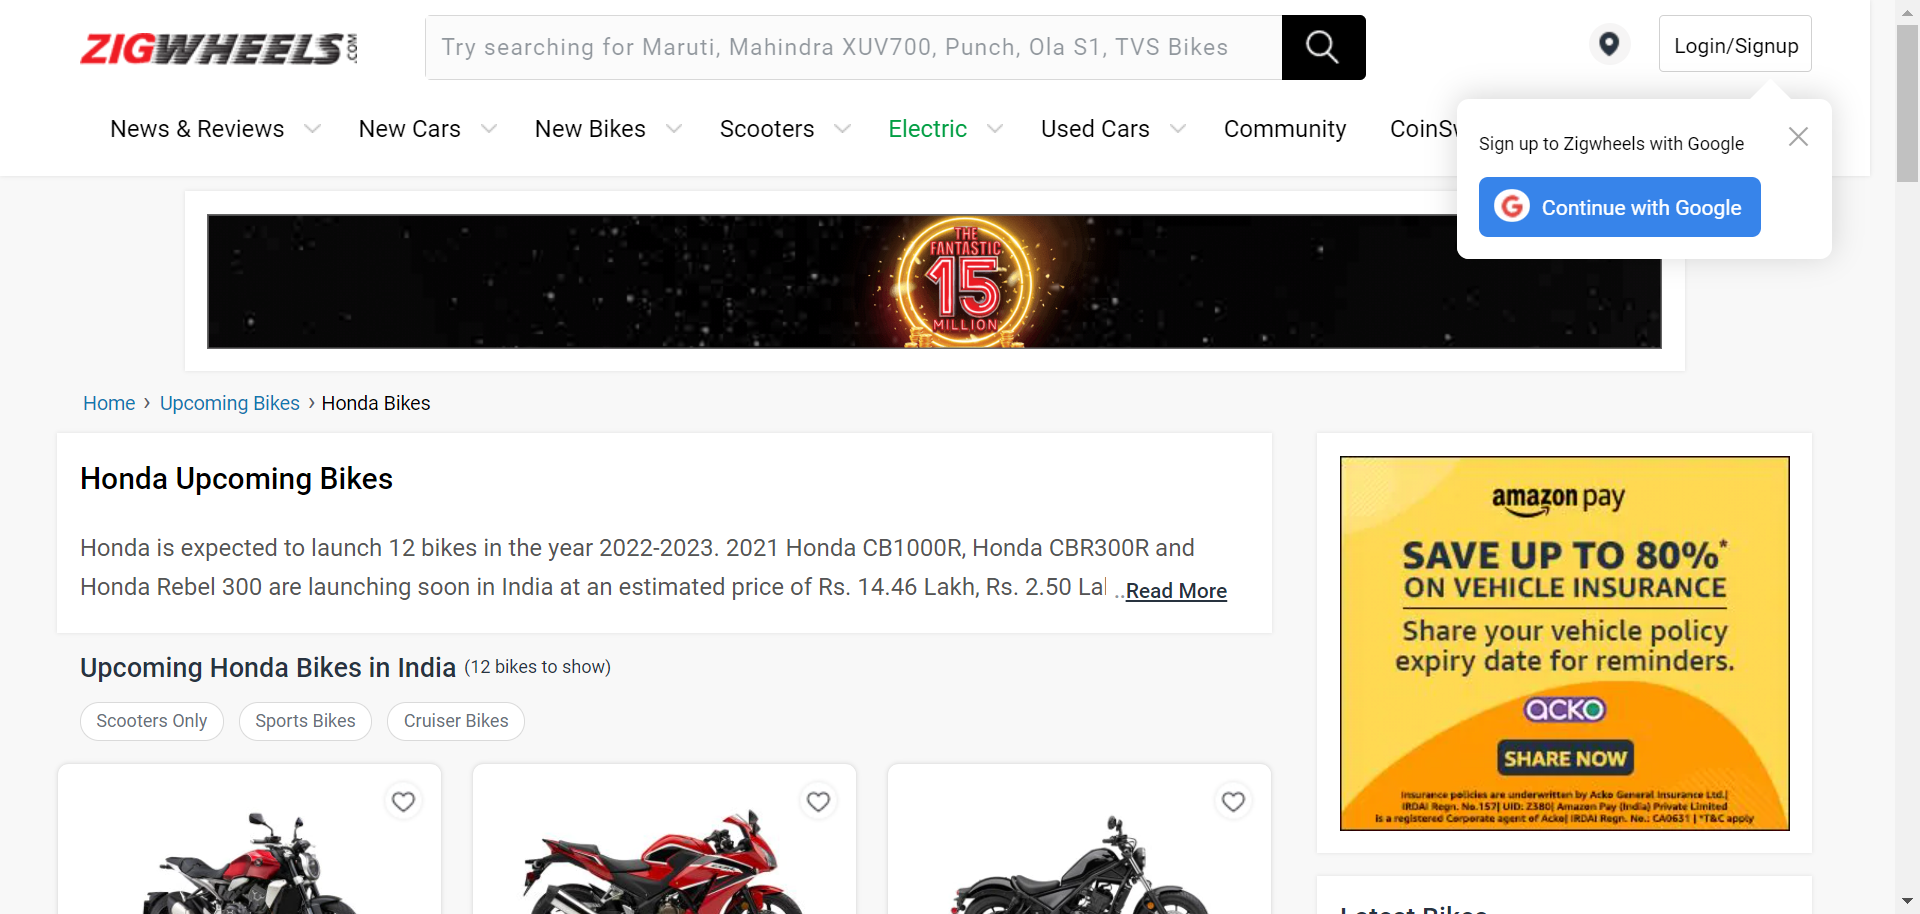 ZIGWHEELS.COM
Try searching for Maruti, Mahindra XUV700, Punch, Ola S1, TVS Bikes
Login/Signup
News & Reviews
New Cars
New Bikes
Scooters
Electric
Used Cars
Community
CoinSw
Sign up to Zigwheels with Google
G Continue with Google
THE
FANTASTIC
15
MILLION
Home › Upcoming Bikes › Honda Bikes
Honda Upcoming Bikes
Honda is expected to launch 12 bikes in the year 2022-2023. 2021 Honda CB1000R, Honda CBR300R and
Honda Rebel 300 are launching soon in India at an estimated price of Rs. 14.46 Lakh, Rs. 2.50 Lal ..Read More
Upcoming Honda Bikes in India (12 bikes to show)
Scooters Only
Sports Bikes
Cruiser Bikes
amazon pay
SAVE UP TO 80%*
ON VEHICLE INSURANCE
Share your vehicle policy
expiry date for reminders.
acko
SHARE NOW
Insurance policies are underwritten by Acko General Insurance Ltd.|
IRDAI Regn. No.157| UID: 2380| Amazon Pay (India) Private Limited
is a registered Corporate agent of Acko| IRDAI Regn. No.: CA0631 | *T&C apply
Latest Bikes